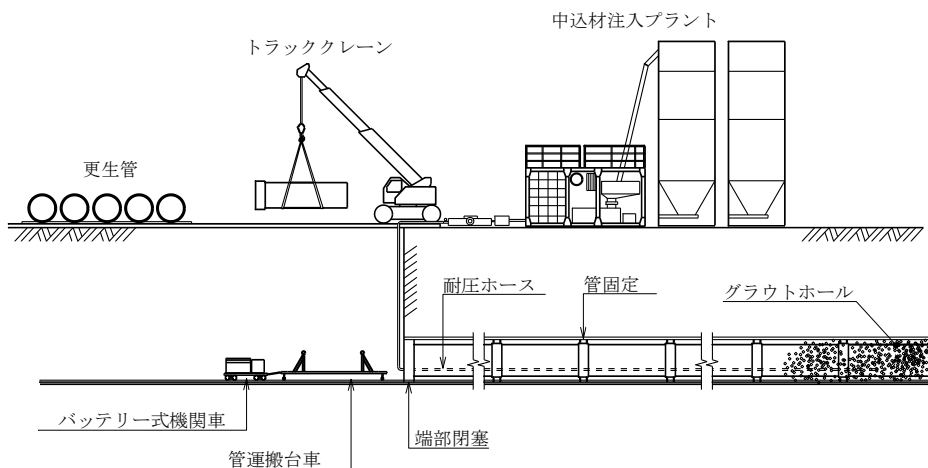 中込材注入プラント
トラッククレーン
更生管
耐圧ホース
管固定
グラウトホール
バッテリー式機関車
端部閉塞
管運搬台車